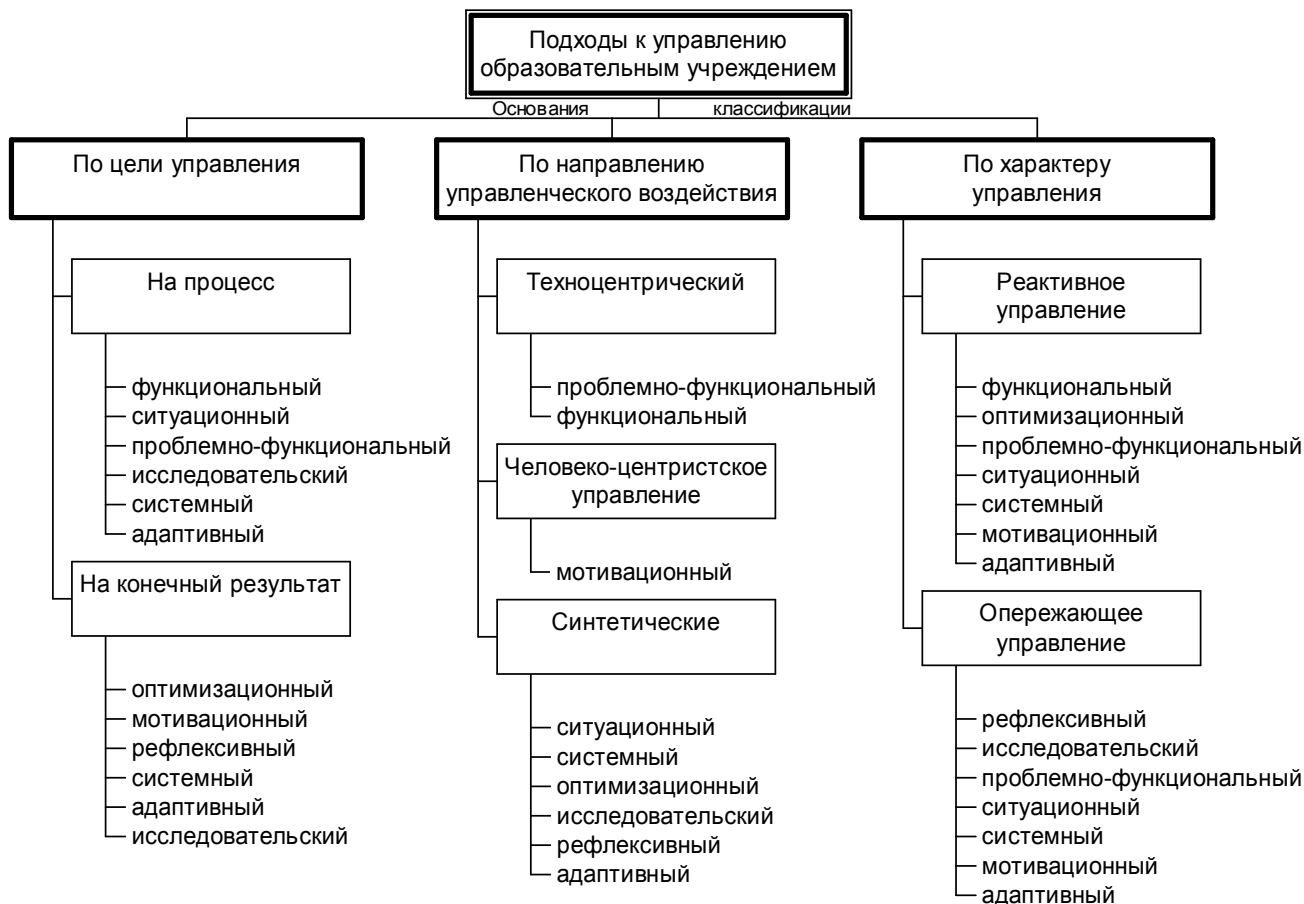 Подходы к управлению
образовательным учреждением
Основания классификации
По цели управления
На процесс
функциональный
ситуационный
проблемно-функциональный
исследовательский
системный
адаптивный
На конечный результат
оптимизационный
мотивационный
рефлексивный
системный
адаптивный
исследовательский
По направлению
управленческого воздействия
Техноцентрический
проблемно-функциональный
функциональный
Человеко-центристское
управление
мотивационный
Синтетические
ситуационный
системный
оптимизационный
исследовательский
рефлексивный
адаптивный
По характеру
управления
Реактивное
управление
функциональный
оптимизационный
проблемно-функциональный
ситуационный
системный
мотивационный
адаптивный
Опережающее
управление
рефлексивный
исследовательский
проблемно-функциональный
ситуационный
системный
мотивационный
адаптивный